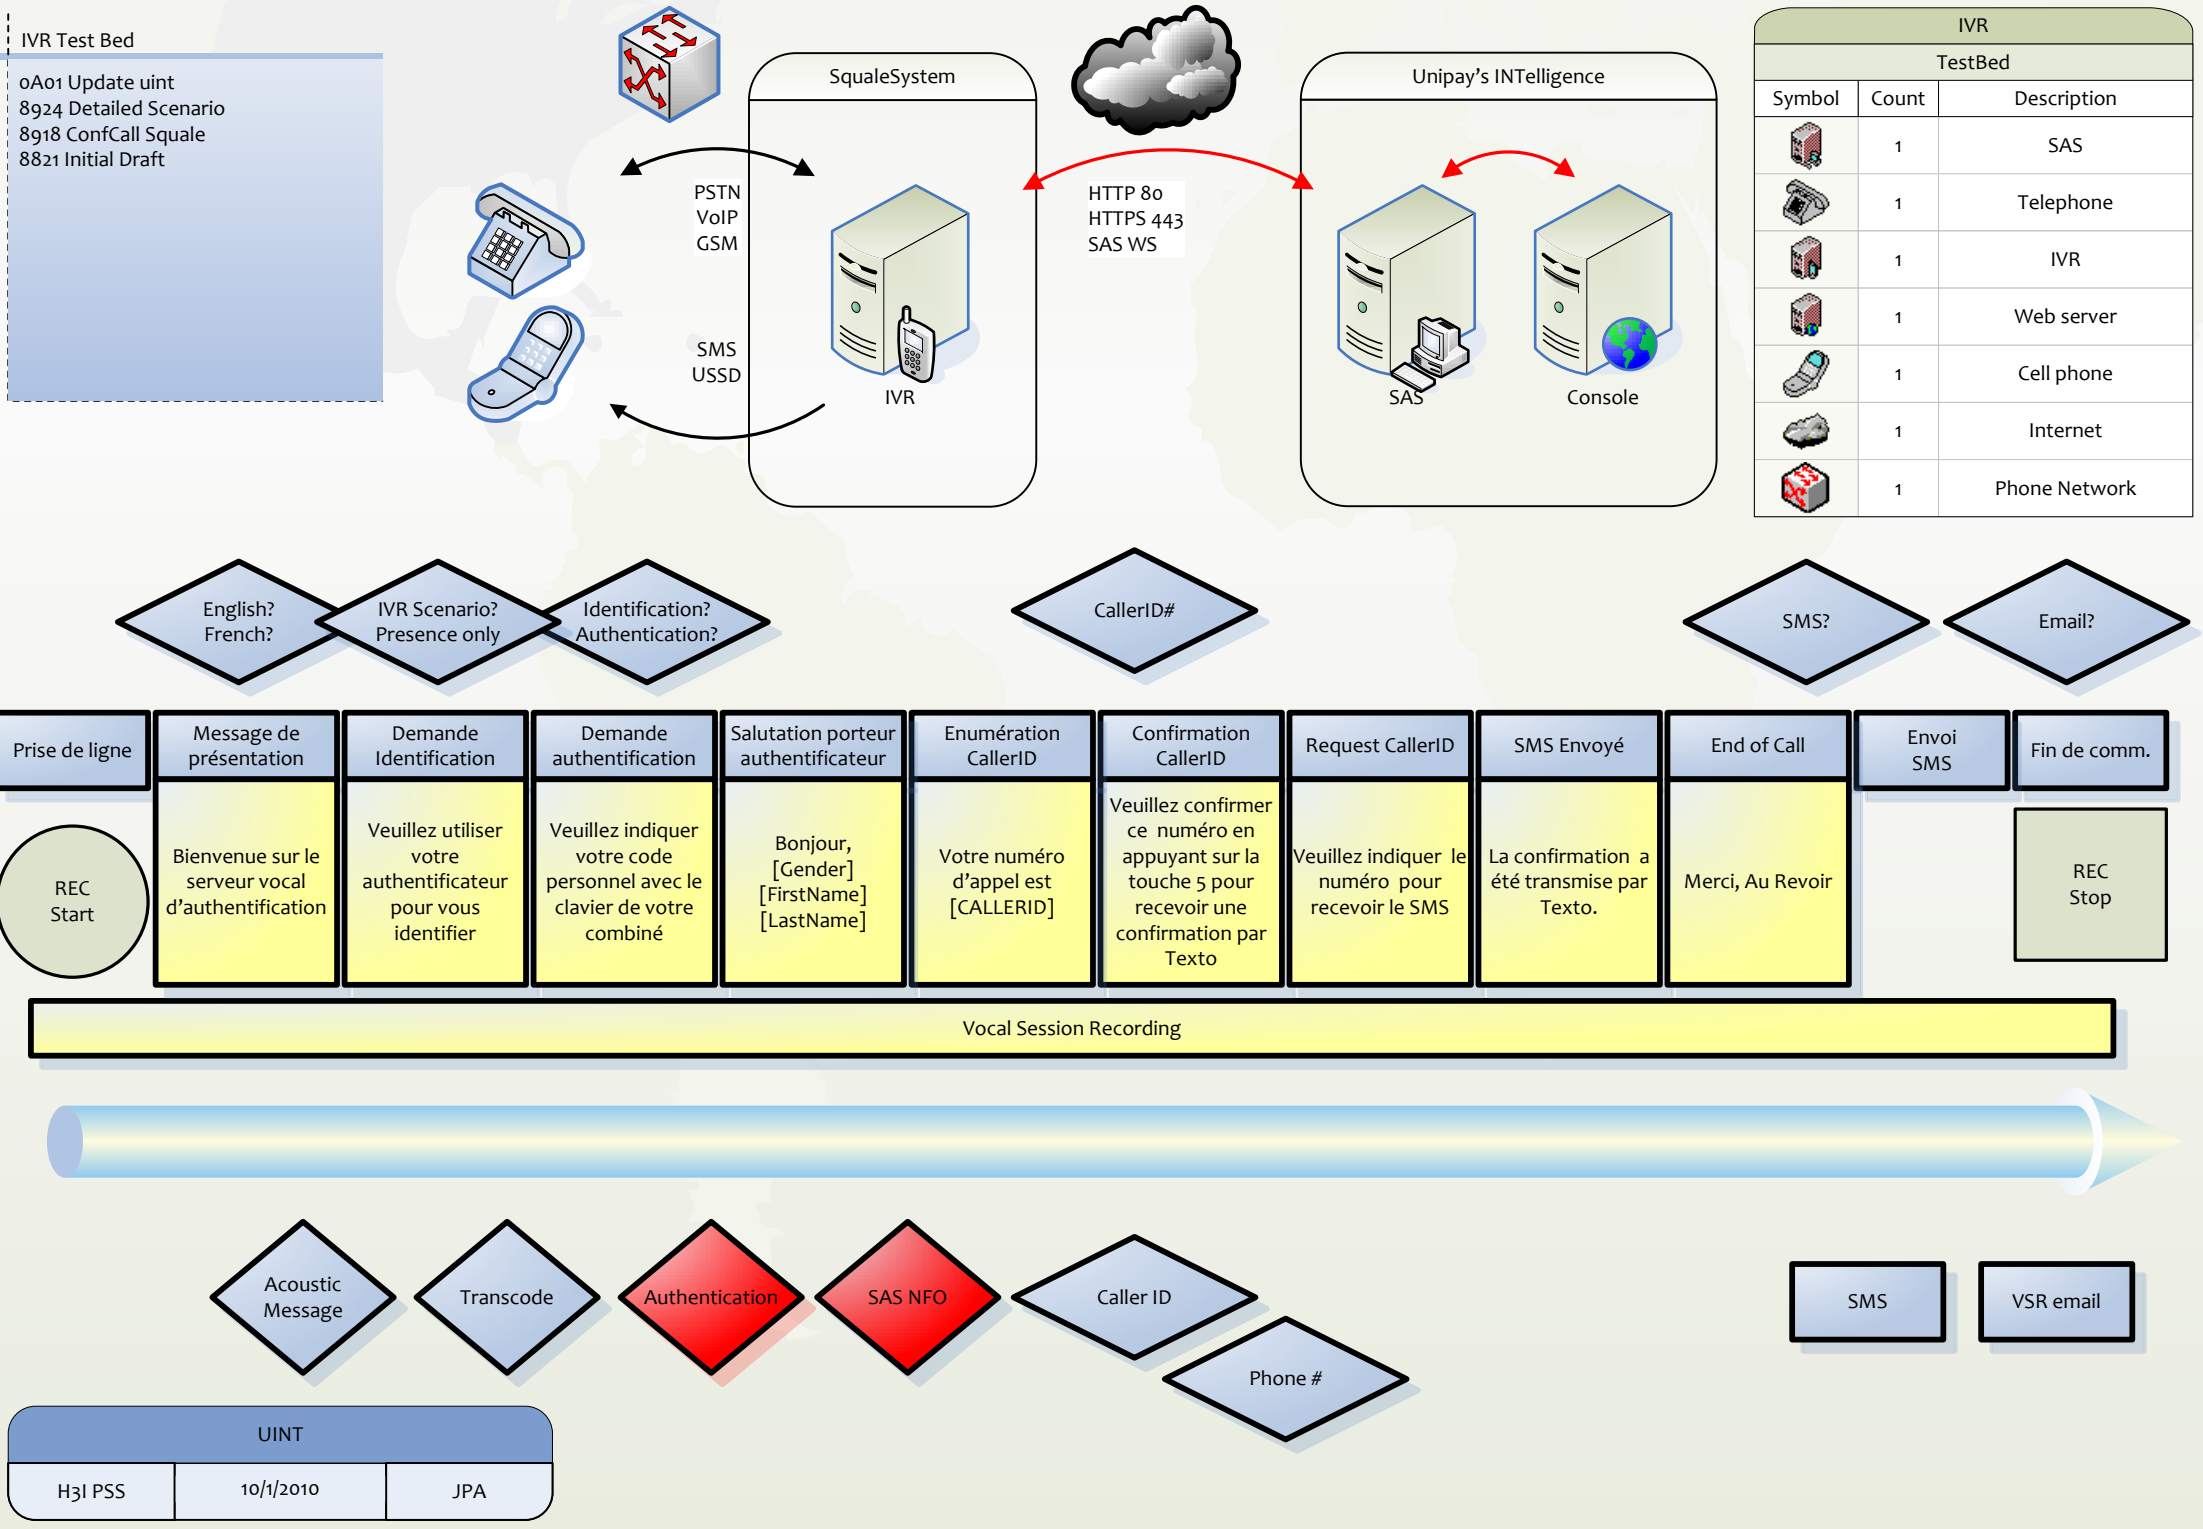 IVR Test Bed
0A01 Update uint
8924 Detailed Scenario
8918 ConfCall Squale
8821 Initial Draft
SqualeSystem
Unipay's INTelligence
PSTN
VoIP
GSM
SMS
USSD
IVR
HTTP 80
HTTPS 443
SAS WS
SAS
Console
IVR
TestBed
Symbol Count Description
1 SAS
1 Telephone
1 IVR
1 Web server
1 Cell phone
1 Internet
1 Phone Network
English?
French?
IVR Scenario?
Presence only
Identification?
Authentication?
CallerID#
SMS?
Email?
Prise de ligne
Message de
présentation
Demande
Identification
Demande
authentification
Salutation porteur
authentificateur
Enumération
CallerID
Confirmation
CallerID
Request CallerID
SMS Envoyé
End of Call
Envoi
SMS
Fin de comm.
REC
Start
Bienvenue sur le
serveur vocal
d'authentification
Veuillez utiliser
votre
authentificateur
pour vous
identifier
Veuillez indiquer
votre code
personnel avec le
clavier de votre
combiné
Bonjour,
[Gender]
[FirstName]
[LastName]
Votre numéro
d'appel est
[CALLERID]
Veuillez confirmer
ce numéro en
appuyant sur la
touche 5 pour
recevoir une
confirmation par
Texto
Veuillez indiquer le
numéro pour
recevoir le SMS
La confirmation a
été transmise par
Texto.
Merci, Au Revoir
REC
Stop
Vocal Session Recording
Acoustic
Message
Transcode
Authentication
SAS NFO
Caller ID
Phone #
SMS
VSR email
UINT
H3I PSS 10/1/2010 JPA